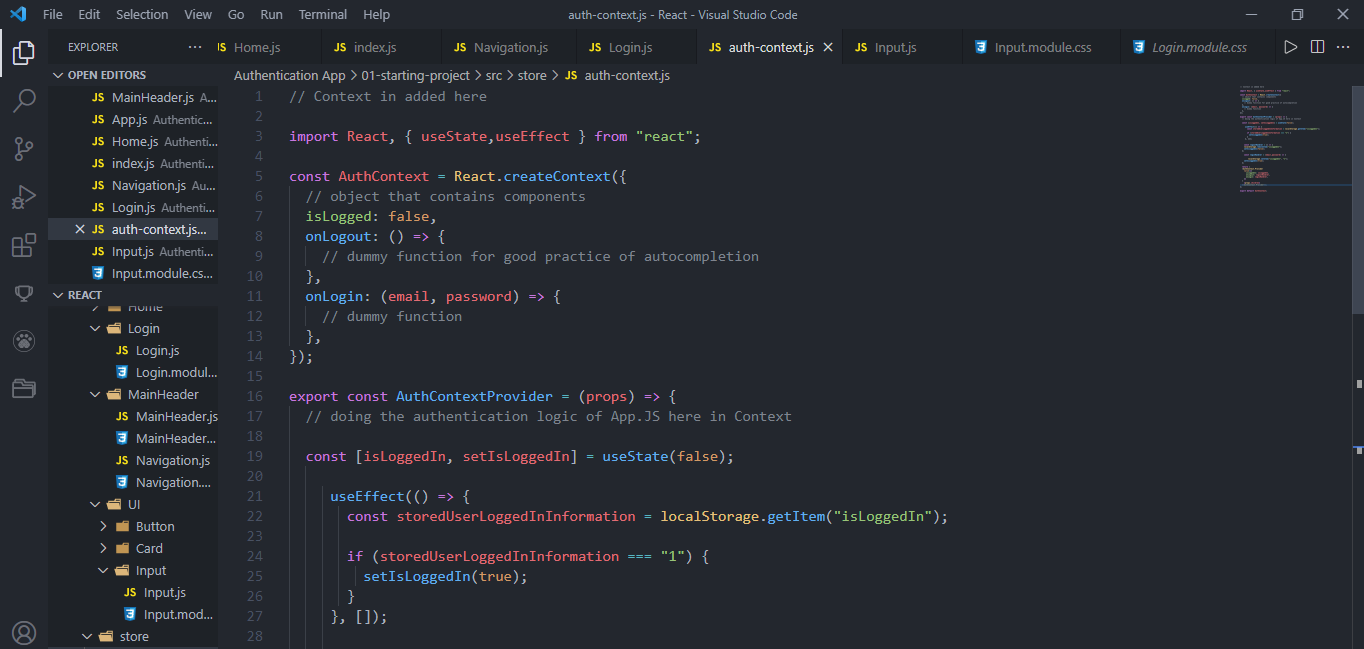 File Edit Selection View Go Run Terminal Help auth-context.js - React - Visual Studio Code
EXPLORER ··· JS Home.js JS index.js JS Navigation.js JS Login.js JS auth-context.js JS Input.js Input.module.css Login.module.css ···
OPEN EDITORS
JS MainHeader.js A...
JS App.js Authentic...
JS Home.js Authenti...
JS index.js Authentic...
JS Navigation.js Au...
JS Login.js Authenti...
JS auth-context.js...
JS Input.js Authenti...
Input.module.cs...
REACT
Home
Login
JS Login.js
Login.modul...
MainHeader
JS MainHeader.js
MainHeader...
JS Navigation.js
Navigation....
UI
Button
Card
Input
JS Input.js
Input.mod...
store
Authentication App > 01-starting-project > src > store > JS auth-context.js
1 // Context in added here
2
3 import React, { useState,useEffect } from "react";
4
5 const AuthContext = React.createContext({
6 // object that contains components
7 isLogged: false,
8 onLogout: () => {
9 // dummy function for good practice of autocompletion
10 },
11 onLogin: (email, password) => {
12 // dummy function
13 },
14 });
15
16 export const AuthContextProvider = (props) => {
17 // doing the authentication logic of App.JS here in Context
18
19 const [isLoggedIn, setIsLoggedIn] = useState(false);
20
21 useEffect(() => {
22 const storedUserLoggedInInformation = localStorage.getItem("isLoggedIn");
23
24 if (storedUserLoggedInInformation === "1") {
25 setIsLoggedIn(true);
26 }
27 }, []);
28